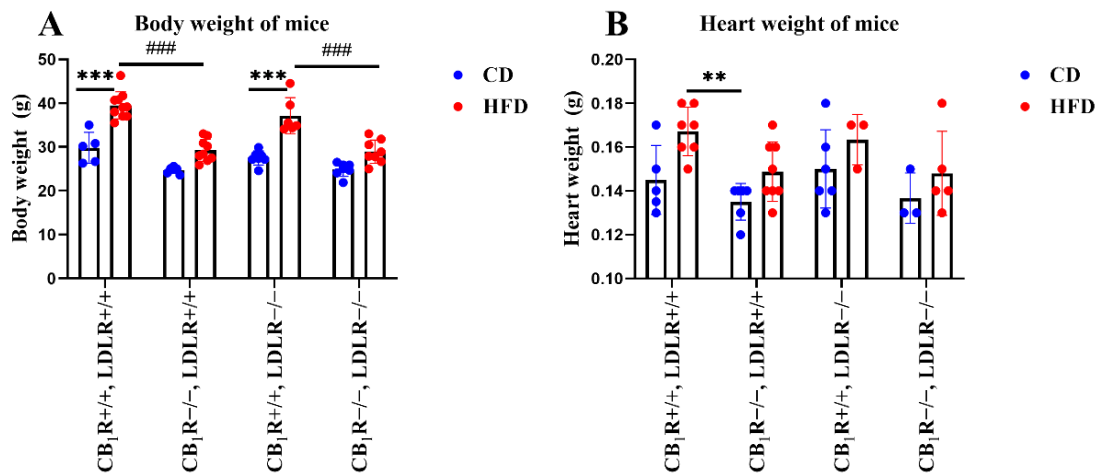 A
Body weight of mice
Body weight (g)
50
40
30
20
10
0
***
###
***
###
CD
HFD
CB1R+/+, LDLR+/+
CB1R−/−, LDLR+/+
CB1R+/+, LDLR−/−
CB1R−/−, LDLR−/−
B
Heart weight of mice
Heart weight (g)
0.20
0.18
0.16
0.14
0.12
0.10
**
CD
HFD
CB1R+/+, LDLR+/+
CB1R−/−, LDLR+/+
CB1R+/+, LDLR−/−
CB1R−/−, LDLR−/−